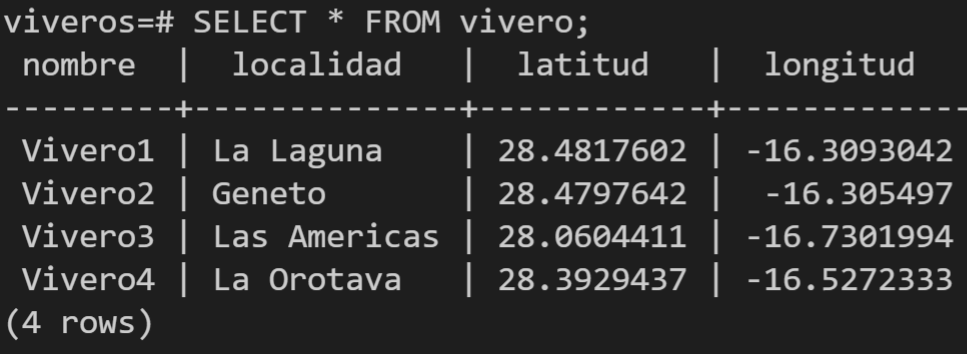 viveros=# SELECT * FROM vivero;
 nombre  |  localidad   |  latitud   |  longitud
---------+--------------+------------+-------------
 Vivero1 | La Laguna    | 28.4817602 | -16.3093042
 Vivero2 | Geneto       | 28.4797642 |  -16.305497
 Vivero3 | Las Americas | 28.0604411 | -16.7301994
 Vivero4 | La Orotava   | 28.3929437 | -16.5272333
(4 rows)